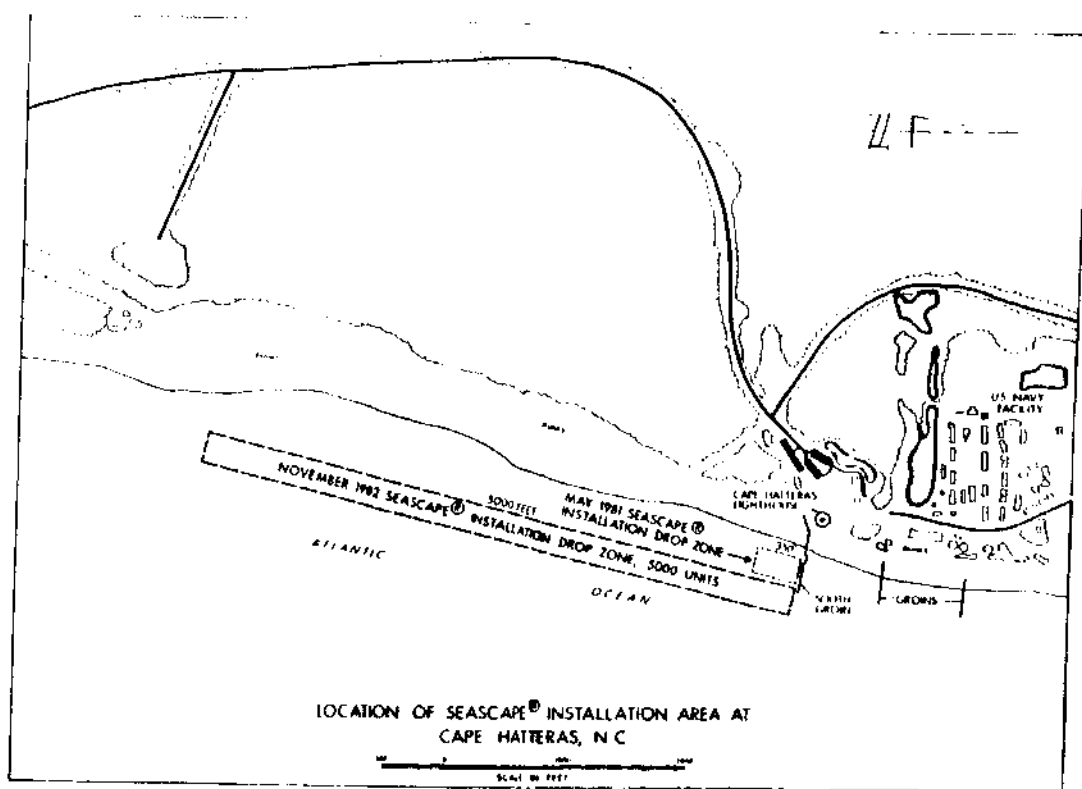 US NAVY
FACILITY
CAPE HATTERAS
LIGHTHOUSE
5000 FEET
MAY 1981 SEASCAPE®
INSTALLATION DROP ZONE
NOVEMBER 1982 SEASCAPE® INSTALLATION DROP ZONE, 5000 UNITS
ATLANTIC
OCEAN
SOUTH
GROIN
GROINS
LOCATION OF SEASCAPE® INSTALLATION AREA AT
CAPE HATTERAS, N C
SCALE IN FEET